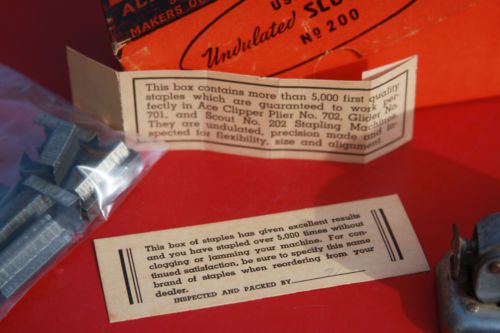 AC
MAKERS OF
US
Undulated SLU
No 200
This box contains more than 5,000 first quality
staples which are guaranteed to work per-
fectly in Ace Clipper Plier No. 702, Glider No.
701, and Scout No. 202 Stapling Machines.
They are undulated, precision made and in-
spected for flexibility, size and alignment.
This box of staples has given excellent results
and you have stapled over 5,000 times without
clogging or jamming your machine. For con-
tinued satisfaction, be sure to specify this same
brand of staples when reordering from your
dealer.
INSPECTED AND PACKED BY